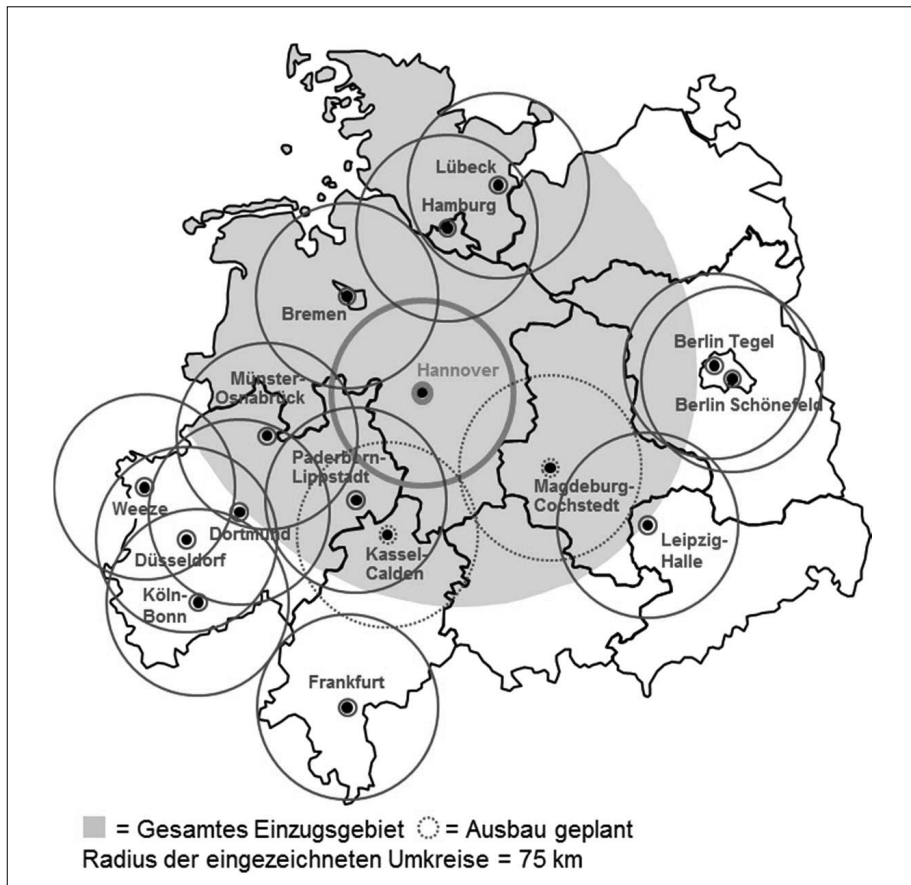 Lübeck
Hamburg
Bremen
Hannover
Berlin Tegel
Berlin Schönefeld
Münster-
Osnabrück
Paderborn-
Lippstadt
Magdeburg-
Cochstedt
Weeze
Dortmund
Düsseldorf
Kassel-
Calden
Leipzig-
Halle
Köln-
Bonn
Frankfurt
= Gesamtes Einzugsgebiet = Ausbau geplant
Radius der eingezeichneten Umkreise = 75 km